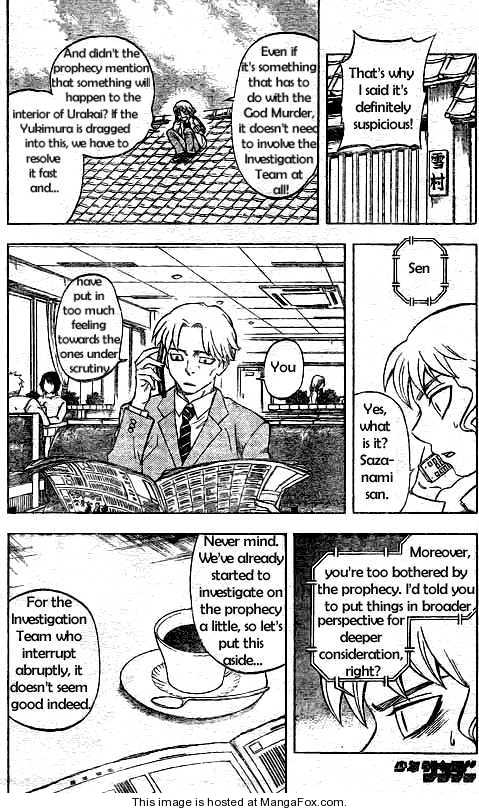 That's why
I said it's
definitely
suspicious!
雪
村
Even if
it's something
that has to
do with the
God Murder,
it doesn't need
to involve the
Investigation
Team at
all!
And didn't the
prophecy mention
that something will
happen to the
interior of Urakai? If the
Yukimura is dragged
into this, we have to
resolve
it fast
and...
Sen
Yes,
what
is it?
Saza-
nami
san.
You
have
put in
too much
feeling
towards the
ones under
scrutiny
Moreover,
you're too bothered by
the prophecy. I'd told you
to put things in broader
perspective for
deeper
consideration,
right?
Never mind.
We've already
started to
investigate on
the prophecy
a little, so let's
put this
aside...
For the
Investigation
Team who
interrupt
abruptly, it
doesn't seem
good indeed.
This image is hosted at MangaFox.com.